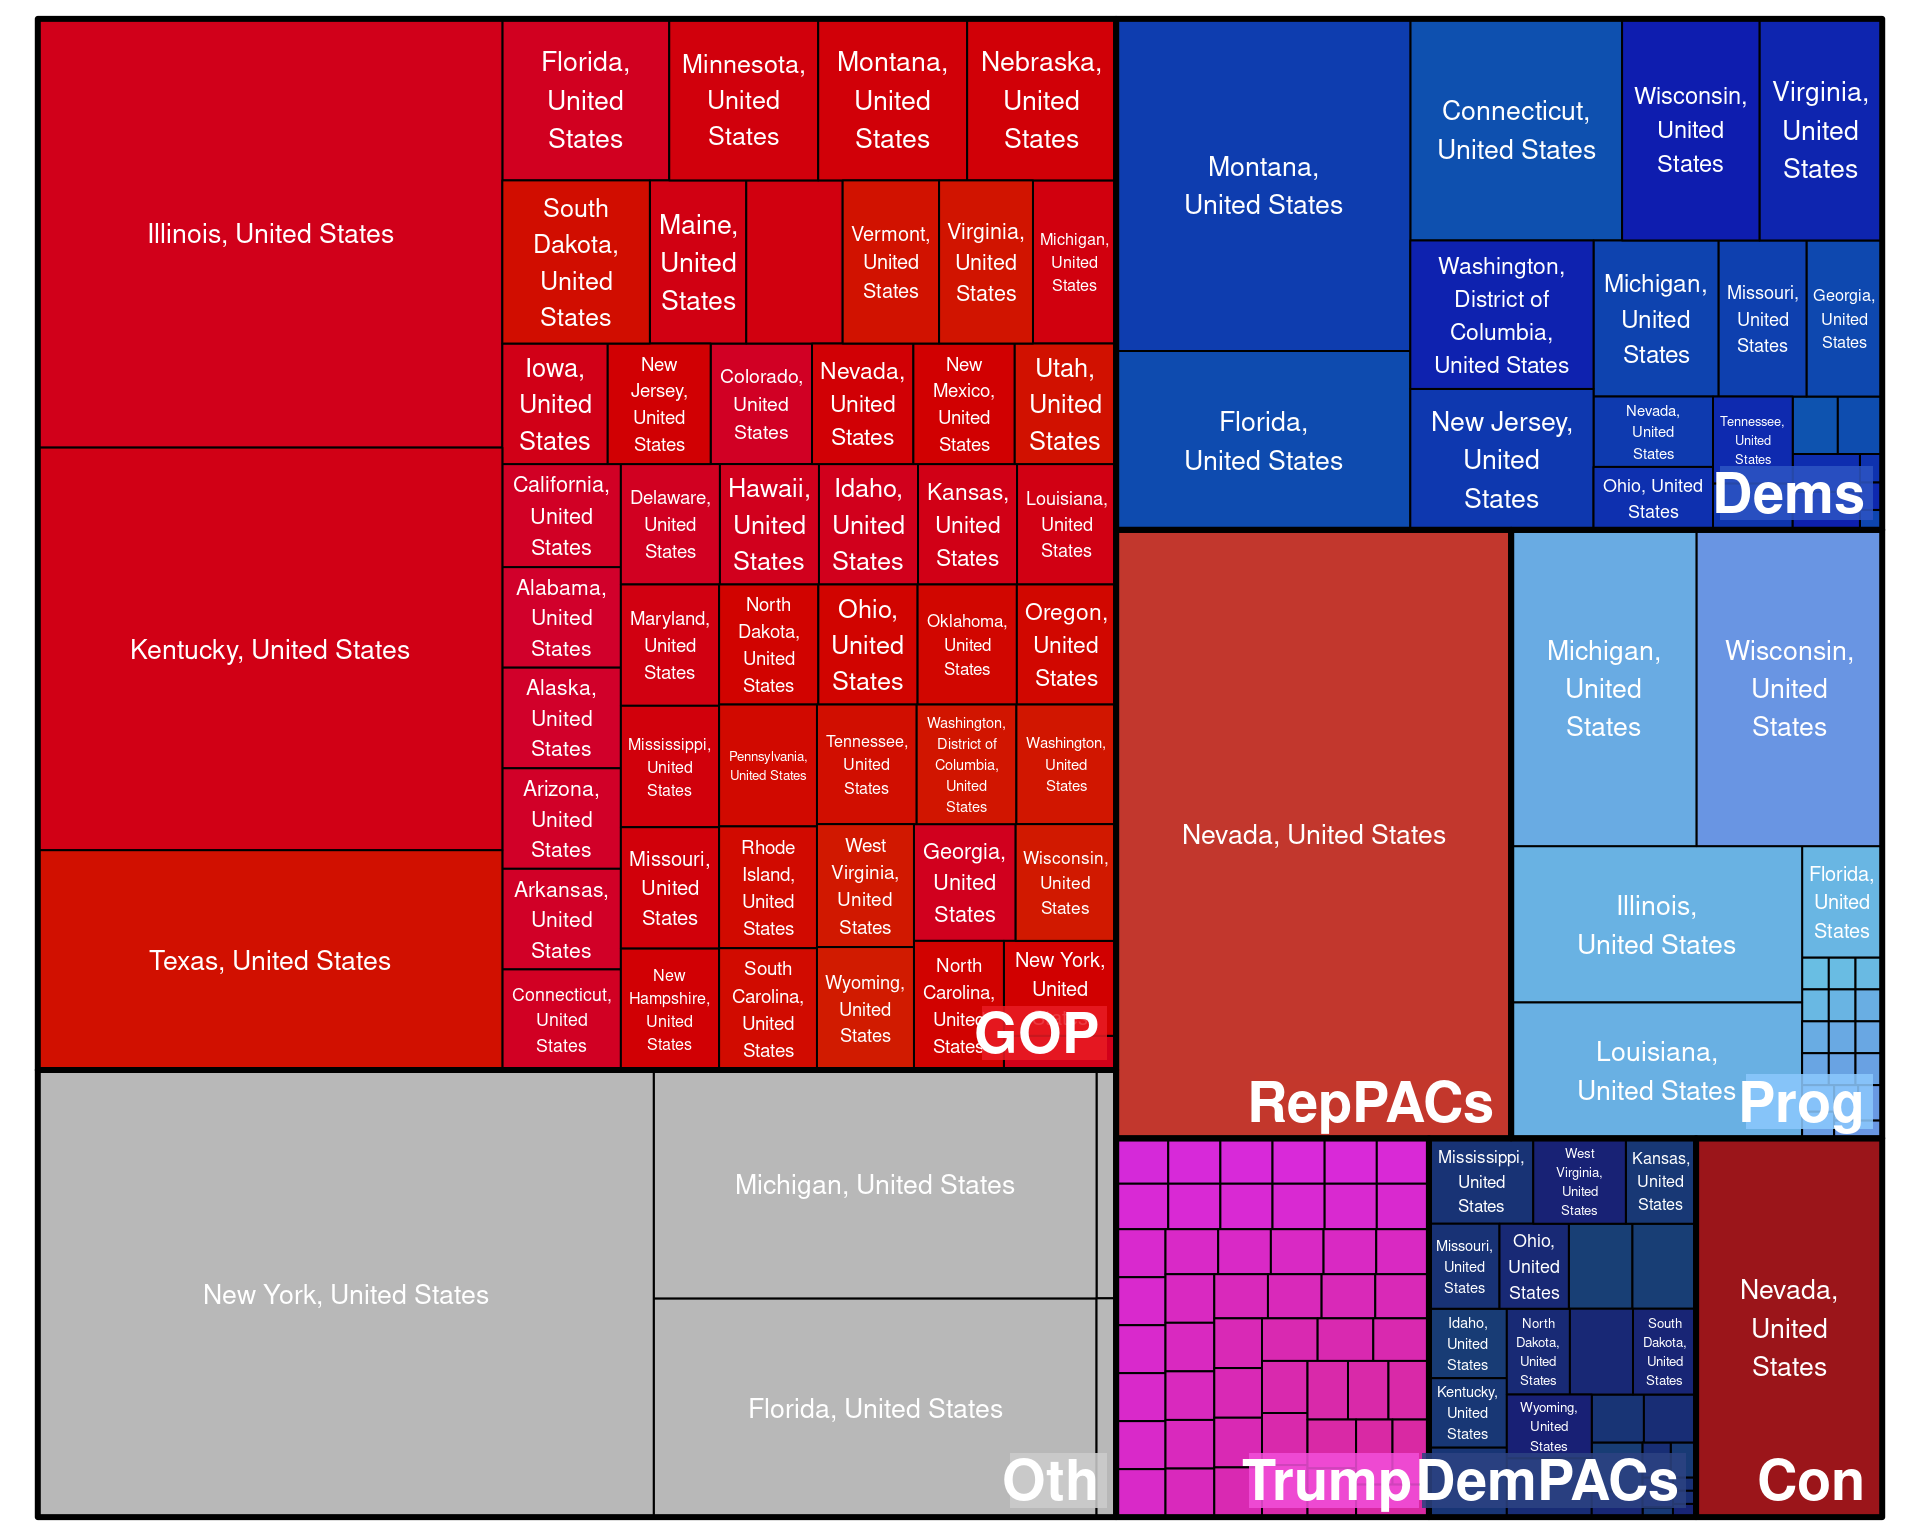 Illinois, United States
Kentucky, United States
Texas, United States
Florida,
United
States
Minnesota,
United
States
Montana,
United
States
Nebraska,
United
States
South
Dakota,
United
States
Maine,
United
States
Vermont,
United
States
Virginia,
United
States
Michigan,
United
States
Iowa,
United
States
New
Jersey,
United
States
Colorado,
United
States
Nevada,
United
States
New
Mexico,
United
States
Utah,
United
States
California,
United
States
Alabama,
United
States
Alaska,
United
States
Arizona,
United
States
Arkansas,
United
States
Connecticut,
United
States
Delaware,
United
States
Hawaii,
United
States
Idaho,
United
States
Kansas,
United
States
Louisiana,
United
States
Maryland,
United
States
North
Dakota,
United
States
Ohio,
United
States
Oklahoma,
United
States
Oregon,
United
States
Mississippi,
United
States
Pennsylvania,
United States
Tennessee,
United
States
Washington,
District of
Columbia,
United
States
Washington,
United
States
Missouri,
United
States
Rhode
Island,
United
States
West
Virginia,
United
States
Georgia,
United
States
Wisconsin,
United
States
New
Hampshire,
United
States
South
Carolina,
United
States
Wyoming,
United
States
North
Carolina,
United
States
New York,
United
GOP
Montana,
United States
Florida,
United States
Connecticut,
United States
Wisconsin,
United
States
Virginia,
United
States
Washington,
District of
Columbia,
United States
New Jersey,
United
States
Michigan,
United
States
Missouri,
United
States
Georgia,
United
States
Nevada,
United
States
Ohio, United
States
Tennessee,
United
States
Dems
Nevada, United States
RepPACs
Michigan,
United
States
Wisconsin,
United
States
Illinois,
United States
Louisiana,
United States
Florida,
United
States
Prog
New York, United States
Michigan, United States
Florida, United States
Oth
Trump
Mississippi,
United
States
West
Virginia,
United
States
Kansas,
United
States
Missouri,
United
States
Ohio,
United
States
Idaho,
United
States
North
Dakota,
United
States
South
Dakota,
United
States
Kentucky,
United
States
Wyoming,
United
States
DemPACs
Nevada,
United
States
Con